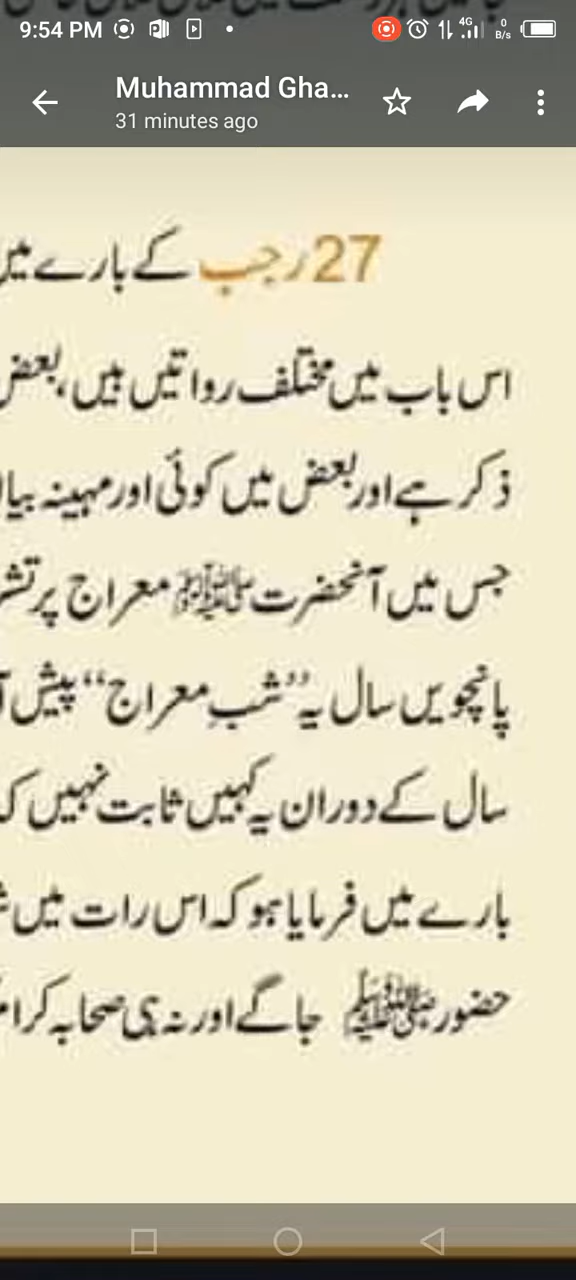 9:54 PM
4G 0 B/s
Muhammad Gha...
31 minutes ago
27 رجب کے بارے میں
اس باب میں مختلف روایتیں ہیں، بعض
ذکر ہے اور بعض میں کوئی اور مہینہ
جس میں آنحضرت ﷺ معراج پر
پانچویں سال یہ ”شبِ معراج“ پیش
سال کے دوران یہ کہیں ثابت نہیں
بارے میں فرمایا ہو کہ اس رات میں
حضور ﷺ جاگے اور نہ ہی صحابہ